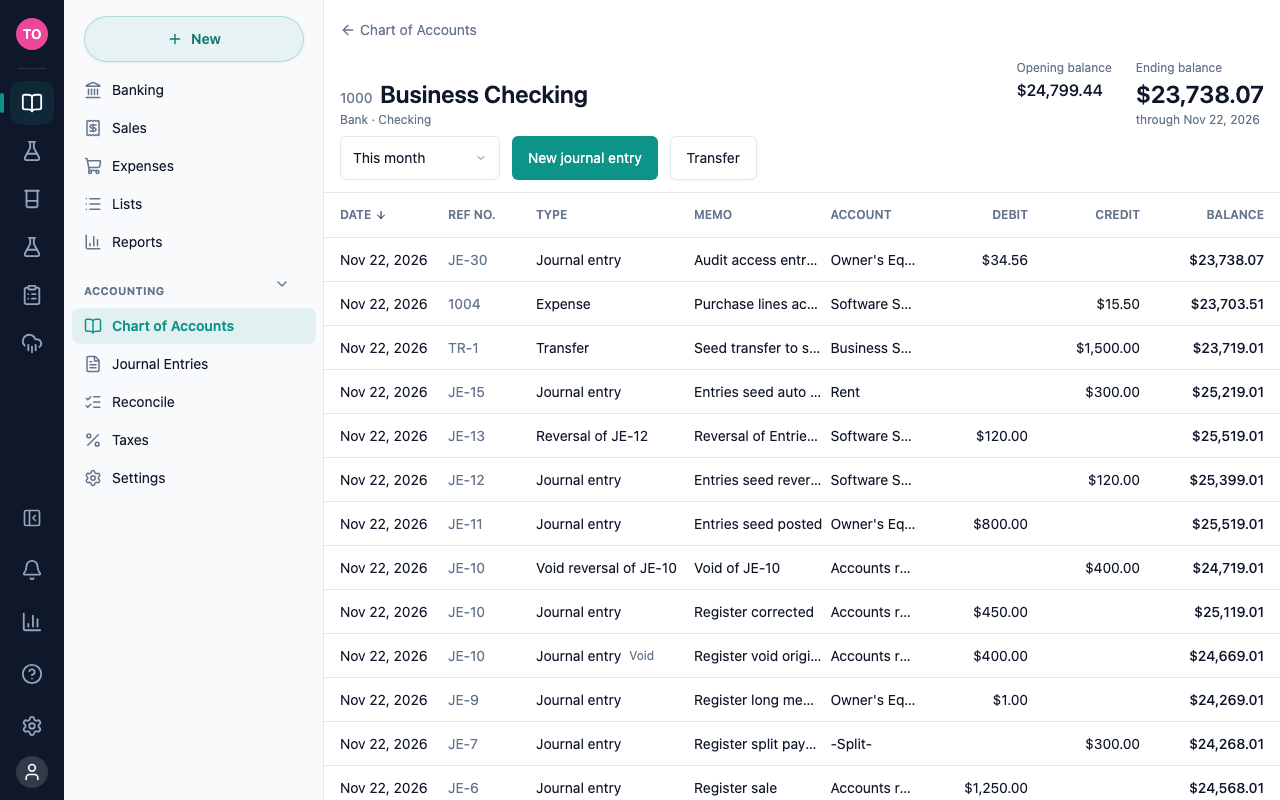 TO
New
Banking
Sales
Expenses
Lists
Reports
ACCOUNTING
Chart of Accounts
Journal Entries
Reconcile
Taxes
Settings
Chart of Accounts
1000 Business Checking
Bank · Checking
Opening balance
$24,799.44
Ending balance
$23,738.07
through Nov 22, 2026
This month
New journal entry
Transfer
DATE REF NO. TYPE MEMO ACCOUNT DEBIT CREDIT BALANCE
Nov 22, 2026 JE-30 Journal entry Audit access entr... Owner's Eq... $34.56 $23,738.07
Nov 22, 2026 1004 Expense Purchase lines ac... Software S... $15.50 $23,703.51
Nov 22, 2026 TR-1 Transfer Seed transfer to s... Business S... $1,500.00 $23,719.01
Nov 22, 2026 JE-15 Journal entry Entries seed auto ... Rent $300.00 $25,219.01
Nov 22, 2026 JE-13 Reversal of JE-12 Reversal of Entrie... Software S... $120.00 $25,519.01
Nov 22, 2026 JE-12 Journal entry Entries seed rever... Software S... $120.00 $25,399.01
Nov 22, 2026 JE-11 Journal entry Entries seed posted Owner's Eq... $800.00 $25,519.01
Nov 22, 2026 JE-10 Void reversal of JE-10 Void of JE-10 Accounts r... $400.00 $24,719.01
Nov 22, 2026 JE-10 Journal entry Register corrected Accounts r... $450.00 $25,119.01
Nov 22, 2026 JE-10 Journal entry Void Register void origi... Accounts r... $400.00 $24,669.01
Nov 22, 2026 JE-9 Journal entry Register long me... Owner's Eq... $1.00 $24,269.01
Nov 22, 2026 JE-7 Journal entry Register split pay... -Split- $300.00 $24,268.01
Nov 22, 2026 JE-6 Journal entry Register sale Accounts r... $1,250.00 $24,568.01